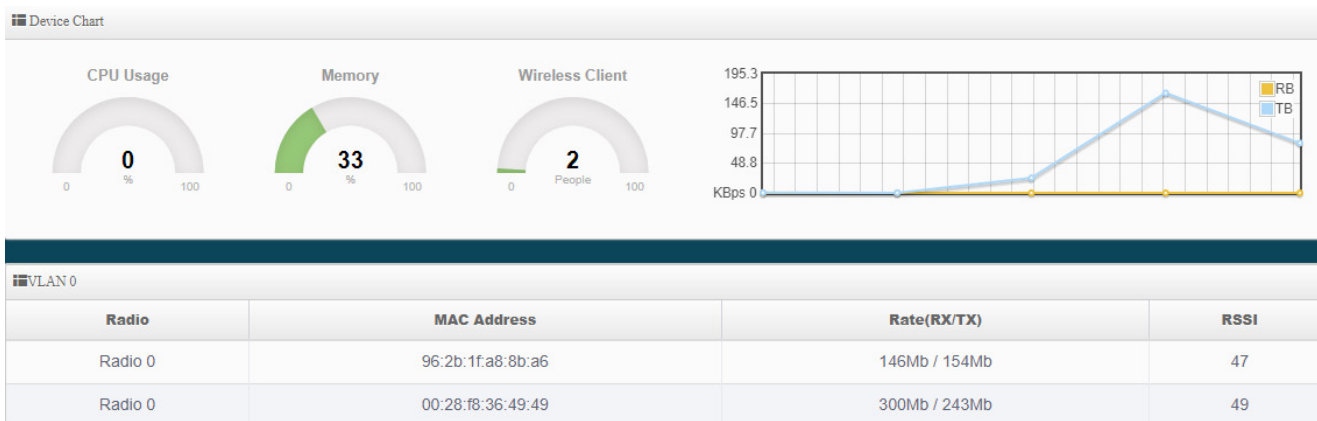 Device Chart
CPU Usage
0
%
0 100
Memory
33
%
0 100
Wireless Client
2
People
0 100
195.3
146.5
97.7
48.8
KBps 0
RB
TB
VLAN 0
Radio MAC Address Rate(RX/TX) RSSI
Radio 0 96:2b:1f:a8:8b:a6 146Mb / 154Mb 47
Radio 0 00:28:f8:36:49:49 300Mb / 243Mb 49